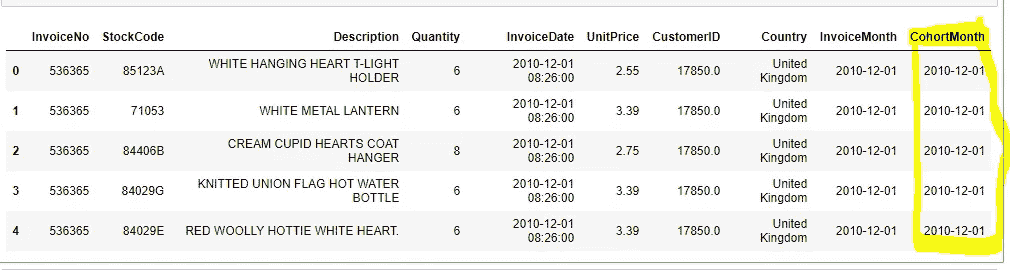 InvoiceNo StockCode Description Quantity InvoiceDate UnitPrice CustomerID Country InvoiceMonth CohortMonth
0 536365 85123A WHITE HANGING HEART T-LIGHT HOLDER 6 2010-12-01 08:26:00 2.55 17850.0 United Kingdom 2010-12-01 2010-12-01
1 536365 71053 WHITE METAL LANTERN 6 2010-12-01 08:26:00 3.39 17850.0 United Kingdom 2010-12-01 2010-12-01
2 536365 84406B CREAM CUPID HEARTS COAT HANGER 8 2010-12-01 08:26:00 2.75 17850.0 United Kingdom 2010-12-01 2010-12-01
3 536365 84029G KNITTED UNION FLAG HOT WATER BOTTLE 6 2010-12-01 08:26:00 3.39 17850.0 United Kingdom 2010-12-01 2010-12-01
4 536365 84029E RED WOOLLY HOTTIE WHITE HEART. 6 2010-12-01 08:26:00 3.39 17850.0 United Kingdom 2010-12-01 2010-12-01